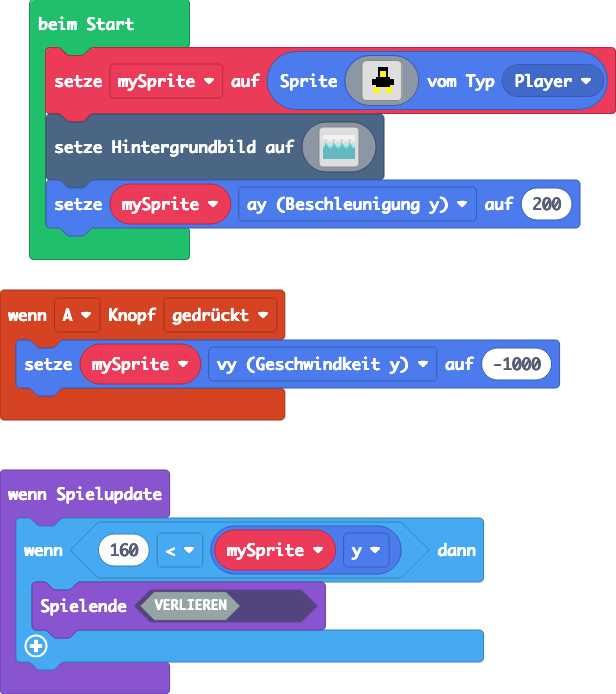 beim Start
setze mySprite auf Sprite vom Typ Player
setze Hintergrundbild auf
setze mySprite ay (Beschleunigung y) auf 200
wenn A Knopf gedrückt
setze mySprite vy (Geschwindkeit y) auf -1000
wenn Spielupdate
wenn 160 < mySprite y dann
Spielende VERLIEREN